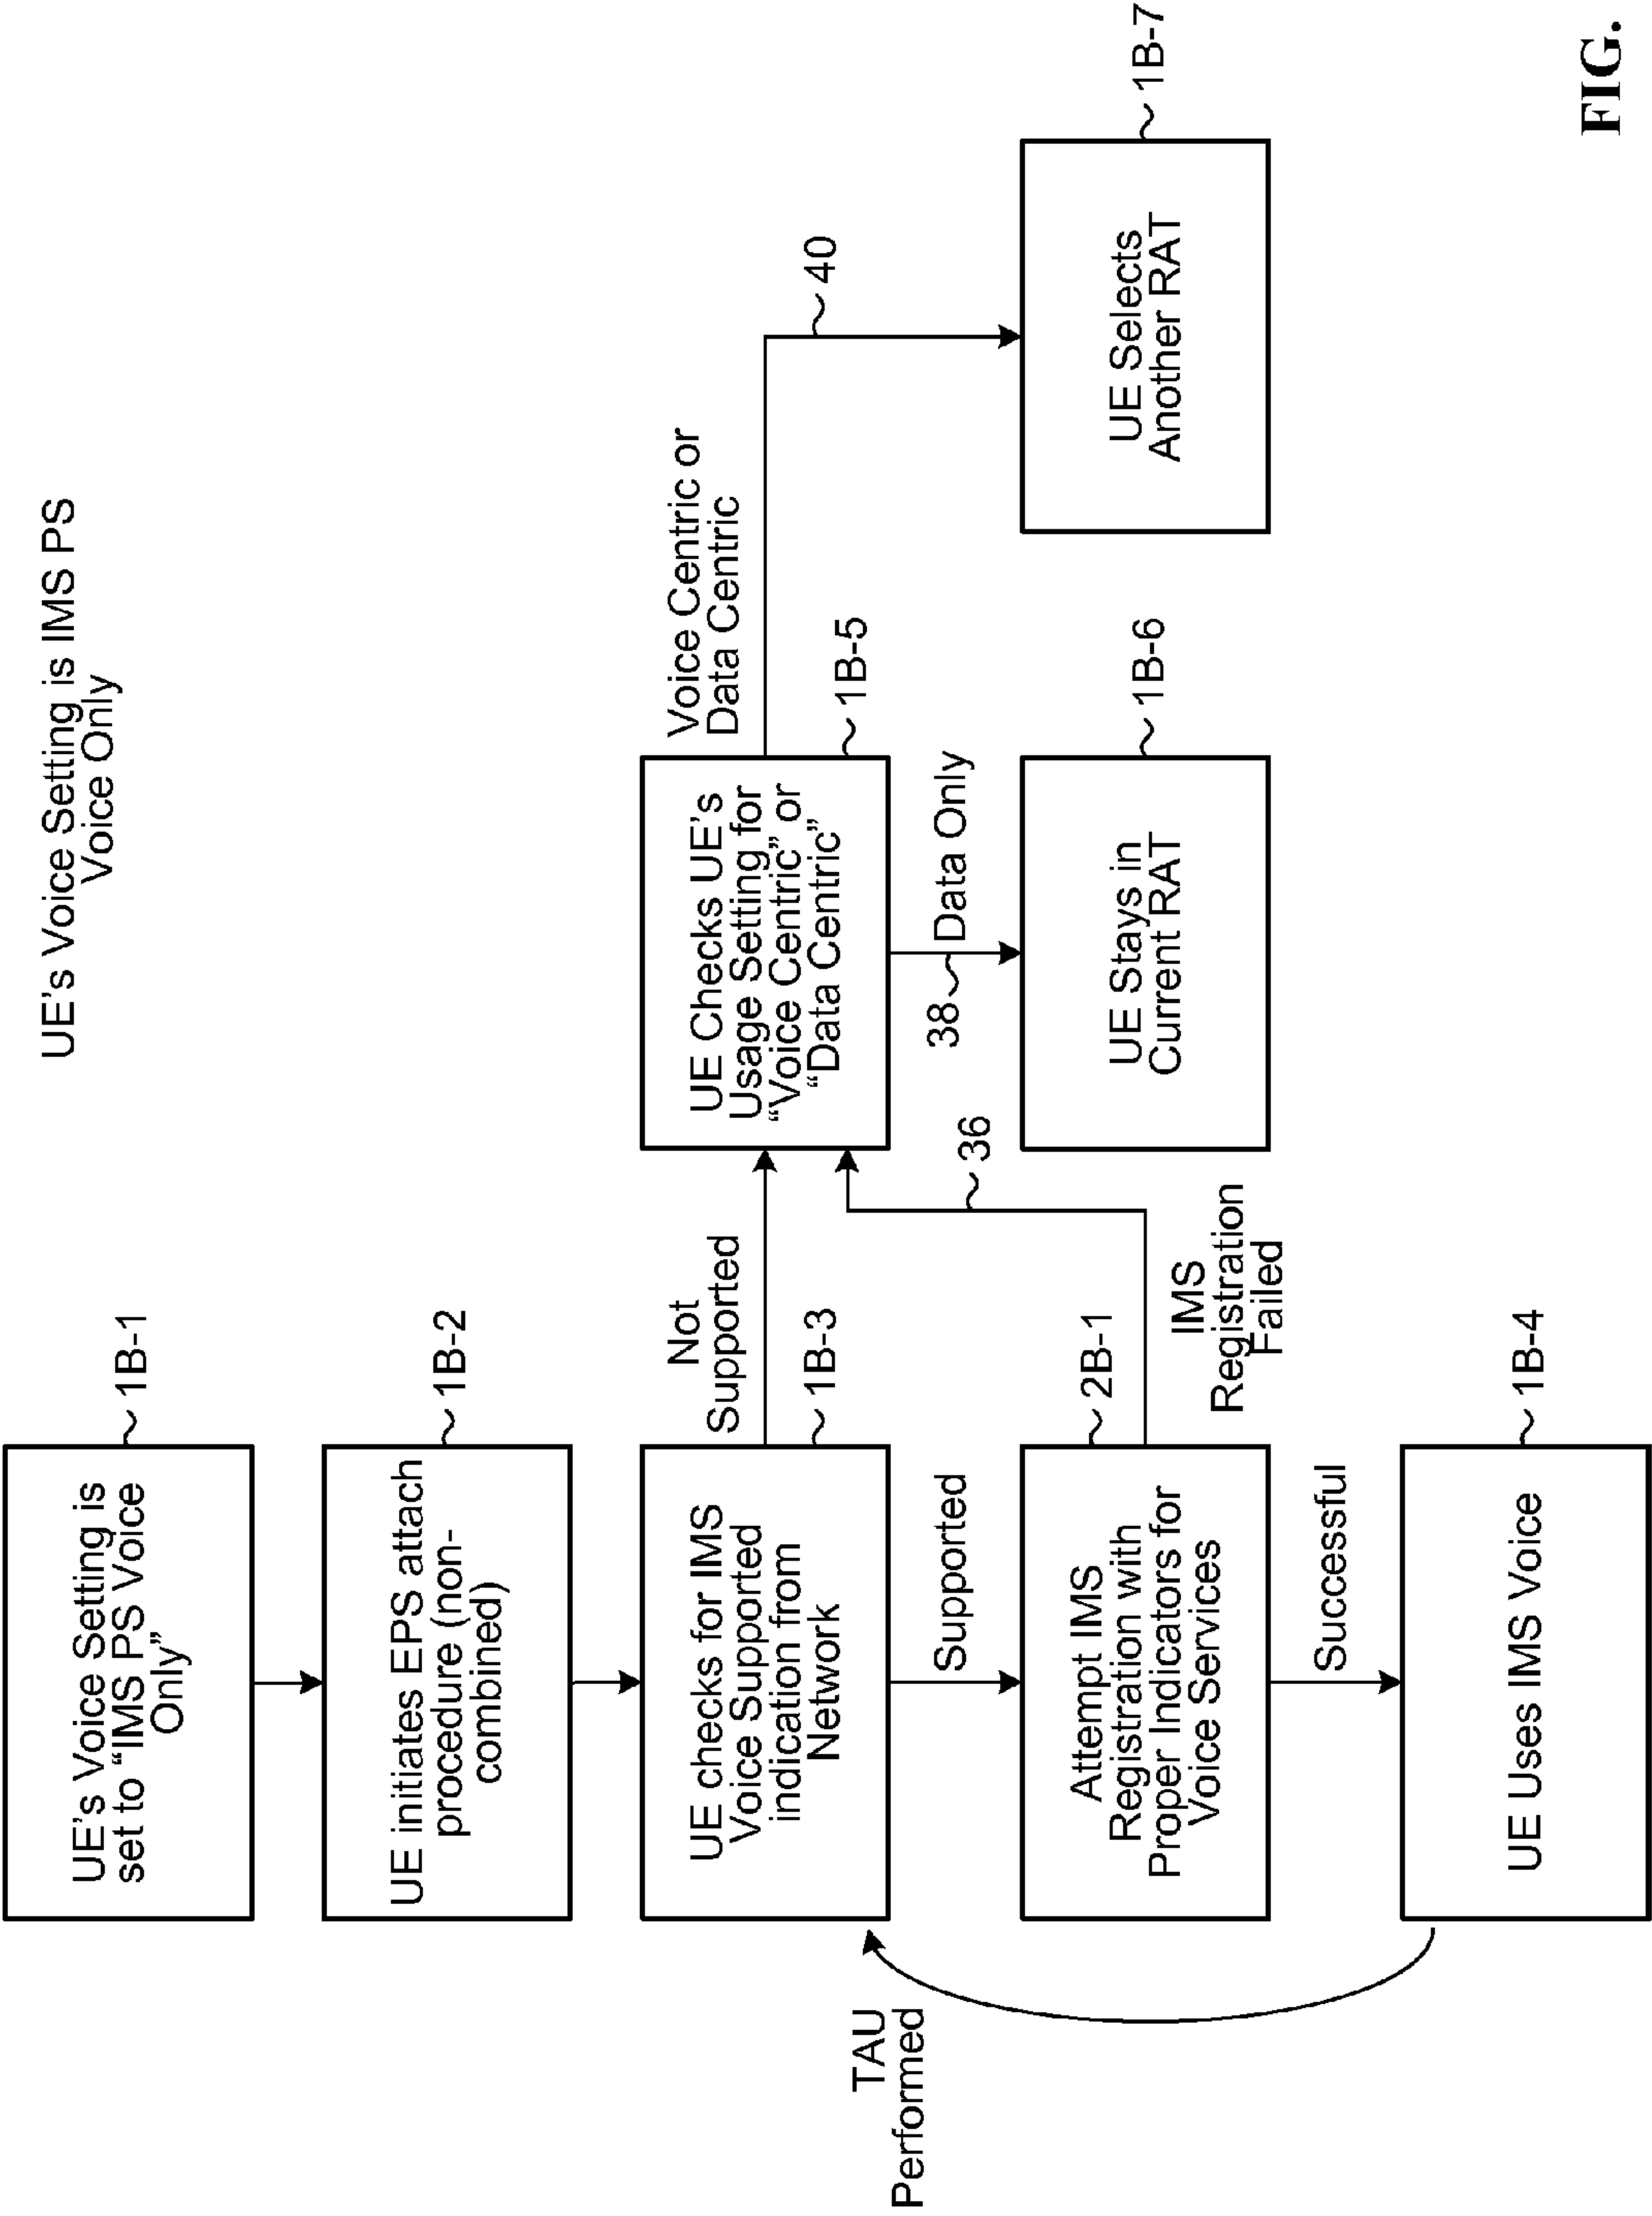 UE's Voice Setting is IMS PS
Voice Only
UE's Voice Setting is
set to “IMS PS Voice
Only”
1B-1
UE initiates EPS attach
procedure (non-
combined)
1B-2
UE checks for IMS
Voice Supported
indication from
Network
1B-3
Not
Supported
UE Checks UE's
Usage Setting for
“Voice Centric” or
“Data Centric”
1B-5
Voice Centric or
Data Centric
40
TAU
Performed
Supported
36
38
Data Only
Attempt IMS
Registration with
Proper Indicators for
Voice Services
2B-1
IMS
Registration
Failed
UE Stays in
Current RAT
1B-6
UE Selects
Another RAT
1B-7
Successful
UE Uses IMS Voice
1B-4
FIG.